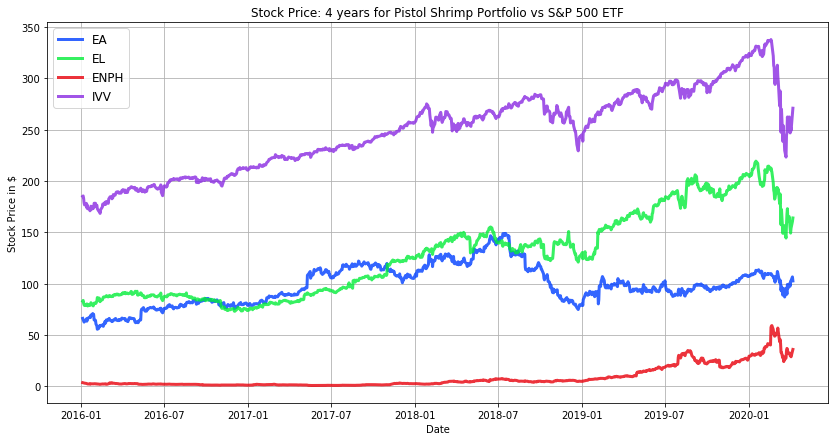 Stock Price: 4 years for Pistol Shrimp Portfolio vs S&P 500 ETF
EA
EL
ENPH
IVV
Stock Price in $
350
300
250
200
150
100
50
0
2016-01 2016-07 2017-01 2017-07 2018-01 2018-07 2019-01 2019-07 2020-01
Date